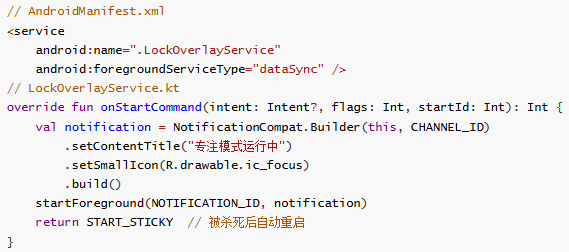 // AndroidManifest.xml
<service
    android:name=".LockOverlayService"
    android:foregroundServiceType="dataSync" />
// LockOverlayService.kt
override fun onStartCommand(intent: Intent?, flags: Int, startId: Int): Int {
    val notification = NotificationCompat.Builder(this, CHANNEL_ID)
        .setContentTitle("专注模式运行中")
        .setSmallIcon(R.drawable.ic_focus)
        .build()
    startForeground(NOTIFICATION_ID, notification)
    return START_STICKY  // 被杀死后自动重启
}